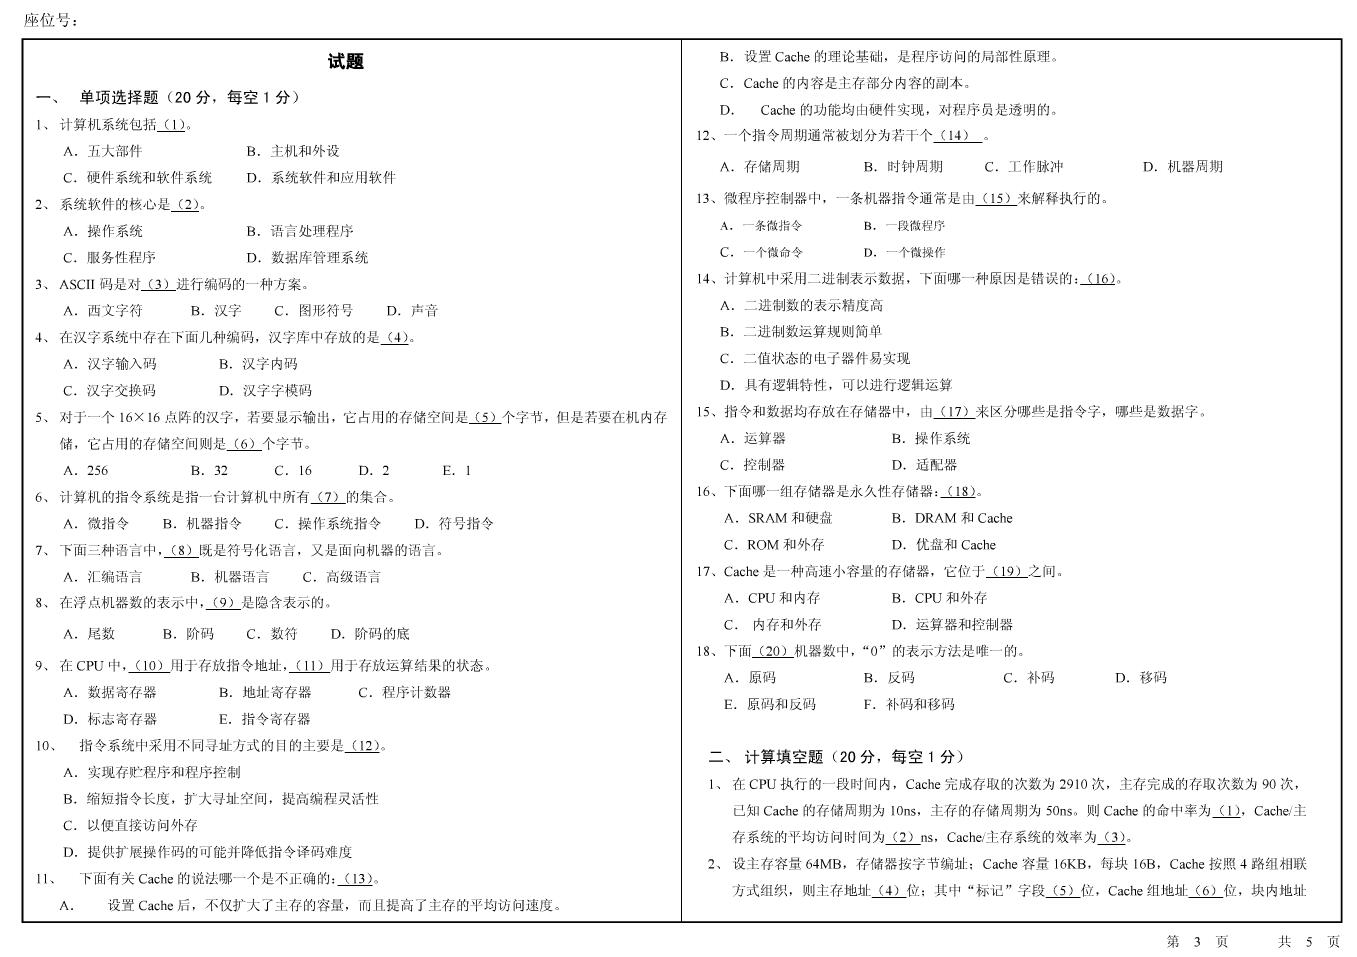 座位号：
试题
一、 单项选择题（20 分，每空 1 分）
1、 计算机系统包括（1）。
A．五大部件 B．主机和外设
C．硬件系统和软件系统 D．系统软件和应用软件
2、 系统软件的核心是（2）。
A．操作系统 B．语言处理程序
C．服务性程序 D．数据库管理系统
3、 ASCII 码是对（3）进行编码的一种方案。
A．西文字符 B．汉字 C．图形符号 D．声音
4、 在汉字系统中存在下面几种编码，汉字库中存放的是（4）。
A．汉字输入码 B．汉字内码
C．汉字交换码 D．汉字字模码
5、 对于一个 16×16 点阵的汉字，若要显示输出，它占用的存储空间是（5）个字节，但是若要在机内存
储，它占用的存储空间则是（6）个字节。
A．256 B．32 C．16 D．2 E．1
6、 计算机的指令系统是指一台计算机中所有（7）的集合。
A．微指令 B．机器指令 C．操作系统指令 D．符号指令
7、 下面三种语言中，（8）既是符号化语言，又是面向机器的语言。
A．汇编语言 B．机器语言 C．高级语言
8、 在浮点机器数的表示中，（9）是隐含表示的。
A．尾数 B．阶码 C．数符 D．阶码的底
9、 在 CPU 中，（10）用于存放指令地址，（11）用于存放运算结果的状态。
A．数据寄存器 B．地址寄存器 C．程序计数器
D．标志寄存器 E．指令寄存器
10、 指令系统中采用不同寻址方式的目的主要是（12）。
A．实现存贮程序和程序控制
B．缩短指令长度，扩大寻址空间，提高编程灵活性
C．以便直接访问外存
D．提供扩展操作码的可能并降低指令译码难度
11、 下面有关 Cache 的说法哪一个是不正确的：（13）。
A． 设置 Cache 后，不仅扩大了主存的容量，而且提高了主存的平均访问速度。
B．设置 Cache 的理论基础，是程序访问的局部性原理。
C．Cache 的内容是主存部分内容的副本。
D． Cache 的功能均由硬件实现，对程序员是透明的。
12、一个指令周期通常被划分为若干个（14） 。
A．存储周期 B．时钟周期 C．工作脉冲 D．机器周期
13、微程序控制器中，一条机器指令通常是由（15）来解释执行的。
A．一条微指令 B．一段微程序
C．一个微命令 D．一个微操作
14、计算机中采用二进制表示数据，下面哪一种原因是错误的：（16）。
A．二进制数的表示精度高
B．二进制数运算规则简单
C．二值状态的电子器件易实现
D．具有逻辑特性，可以进行逻辑运算
15、指令和数据均存放在存储器中，由（17）来区分哪些是指令字，哪些是数据字。
A．运算器 B．操作系统
C．控制器 D．适配器
16、下面哪一组存储器是永久性存储器：（18）。
A．SRAM 和硬盘 B．DRAM 和 Cache
C．ROM 和外存 D．优盘和 Cache
17、Cache 是一种高速小容量的存储器，它位于（19）之间。
A．CPU 和内存 B．CPU 和外存
C． 内存和外存 D．运算器和控制器
18、下面（20）机器数中，“0”的表示方法是唯一的。
A．原码 B．反码 C．补码 D．移码
E．原码和反码 F．补码和移码
二、 计算填空题（20 分，每空 1 分）
1、 在 CPU 执行的一段时间内，Cache 完成存取的次数为 2910 次，主存完成的存取次数为 90 次，
已知 Cache 的存储周期为 10ns，主存的存储周期为 50ns。则 Cache 的命中率为（1），Cache/主
存系统的平均访问时间为（2）ns，Cache/主存系统的效率为（3）。
2、 设主存容量 64MB，存储器按字节编址；Cache 容量 16KB，每块 16B，Cache 按照 4 路组相联
方式组织，则主存地址（4）位；其中“标记”字段（5）位，Cache 组地址（6）位，块内地址
第 3 页 共 5 页